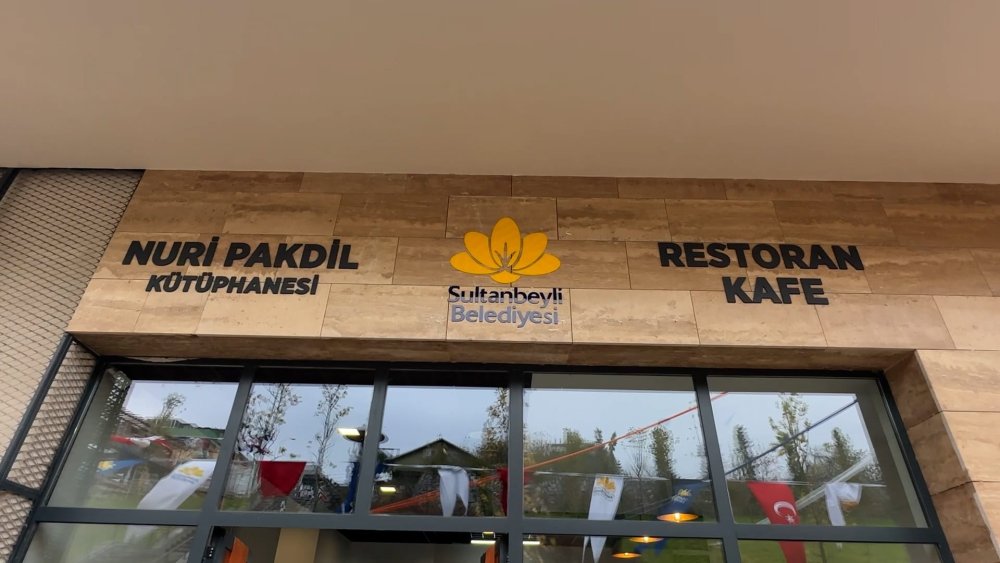 NURİ PAKDİL
KÜTÜPHANESİ
Sultanbeyli
Belediyesi
RESTORAN
KAFE